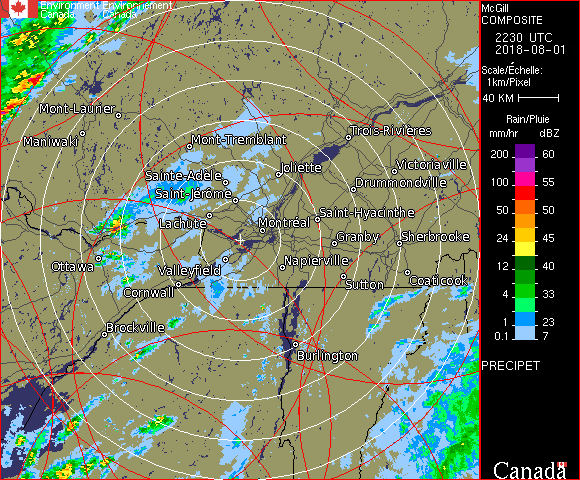 Environment Environnement
Canada Canada
McGill
COMPOSITE
2230 UTC
2018-08-01
Scale/Échelle:
1km/Pixel
40 KM
Rain/Pluie
mm/hr dBZ
200 60
100 55
50 50
24 45
12 40
4 33
2 30
1 23
0.1 7
PRECIPET
Mont-Laurier
Maniwaki
Mont-Tremblant
Trois-Rivières
Sainte-Adèle
Joliette
Victoriaville
Saint-Jérôme
Drummondville
Lachute
Montréal
Saint-Hyacinthe
Granby
Sherbrooke
Ottawa
Valleyfield
Napierville
Cornwall
Sutton
Coaticook
Brockville
Burlington
Canada